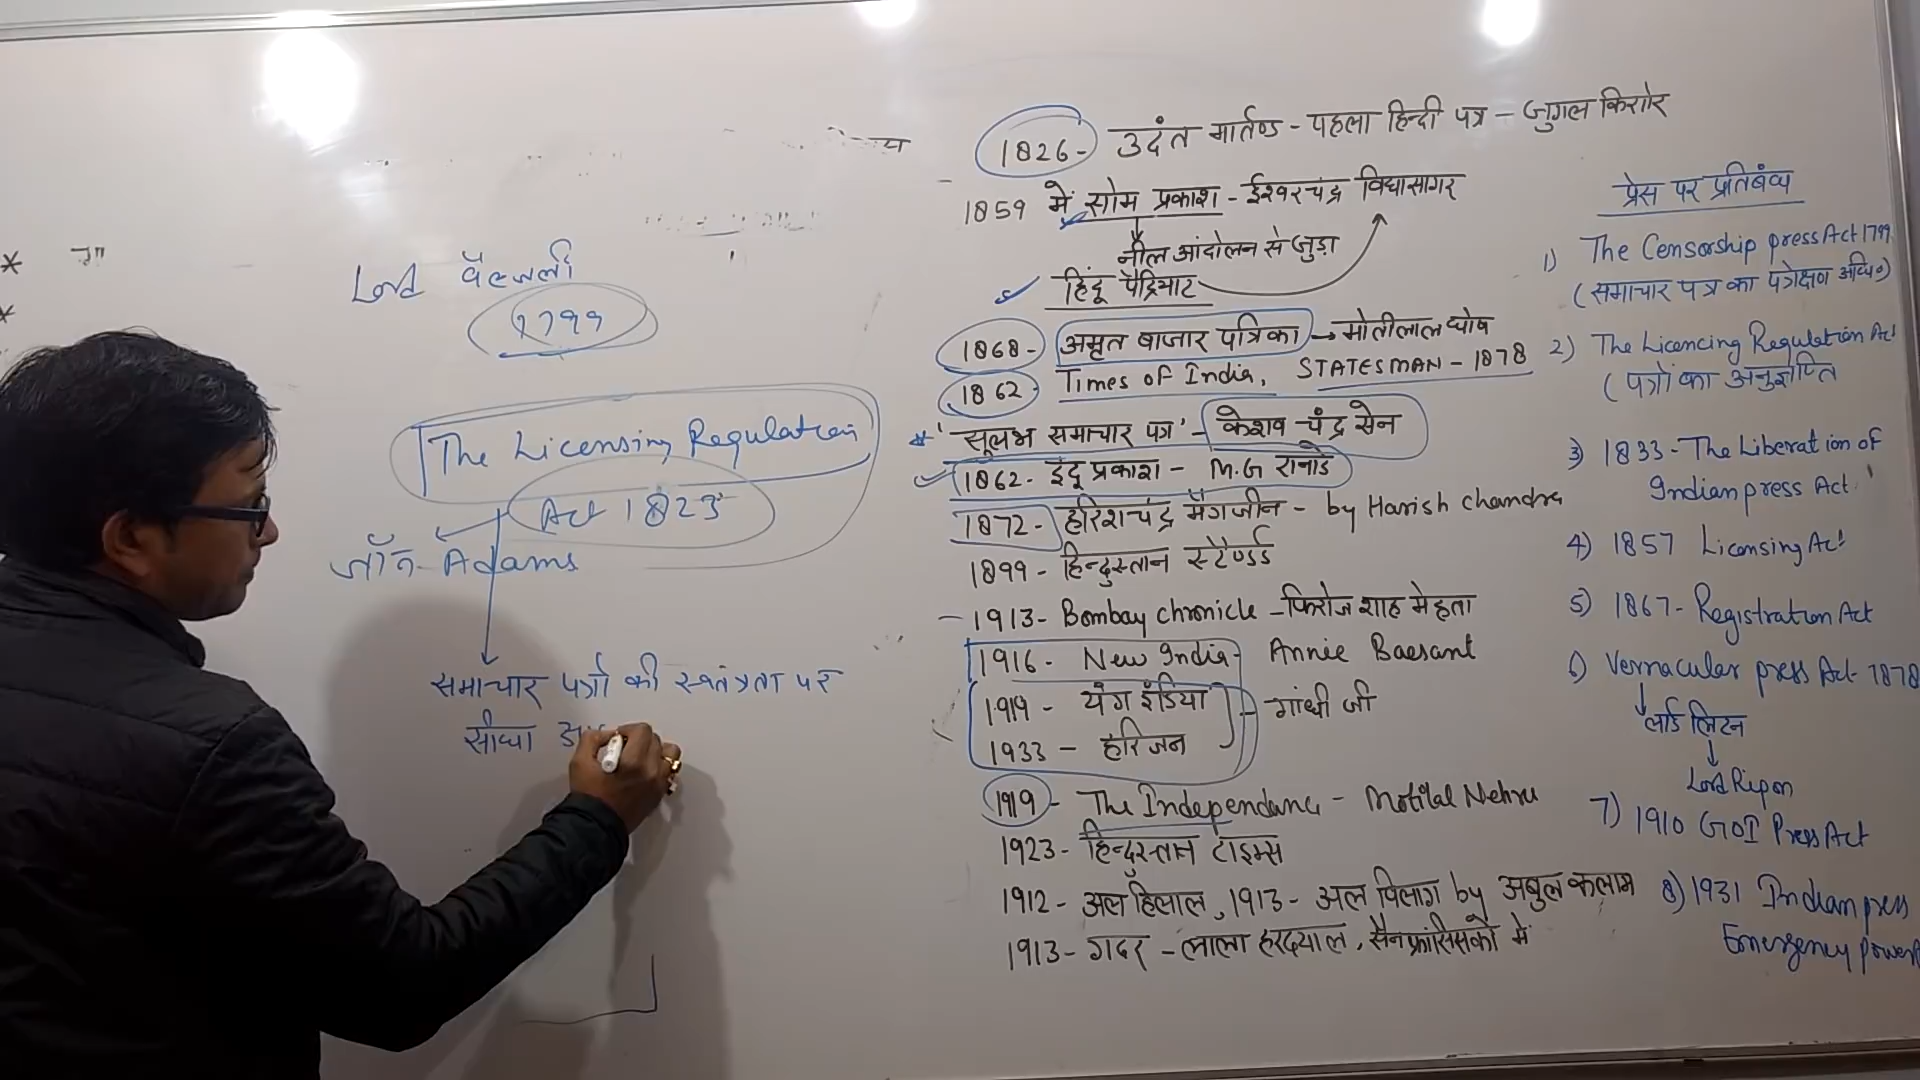 Lord वैल्जली
1799
The Licensing Regulation
Act 1823
जॉन Adams
समाचार पत्रों की स्वतंत्रता पर
सीधा
1826 - उदंत मार्तण्ड - पहला हिन्दी पत्र - जुगल किशोर
1859 में सोम प्रकाश - ईश्वरचंद्र विद्यासागर
नील आंदोलन से जुड़ा
हिंदू पैट्रियाट
1868 - अमृत बाजार पत्रिका → मोतीलाल घोष
1862 - Times of India, STATESMAN - 1878
'सूलभ समाचार पत्र' - केशव चंद्र सेन
1862 - इंदू प्रकाश - M.G रानाडे
1872 - हरिशचंद्र मैगजीन - by Harish chandra
1899 - हिन्दुस्तान स्टैण्डर्ड
1913 - Bombay chronicle - फिरोज शाह मेहता
1916 - New India - Annie Baesant
1919 - यंग इंडिया - गांधी जी
1933 - हरिजन
1919 - The Independance - Motilal Nehru
1923 - हिन्दुस्तान टाइम्स
1912 - अल हिलाल, 1913 - अल विलाग by अबुल कलाम
1913 - गदर - लाला हरदयाल, सैनफ्रांसिसको में
प्रेस पर प्रतिबंध
1) The Censorship press Act 1799
(समाचार पत्र का पत्रेक्षण अधि०)
2) The Licencing Regulation Act
(पत्रों का अनुज्ञप्ति
3) 1833 - The Liberation of
Indian press Act
4) 1857 Licensing Act
5) 1867 - Registration Act
6) Vernacular press Act - 1878
लार्ड लिटन
↓
Lord Ripon
7) 1910 GOI Press Act
8) 1931 Indian press
Emergency power